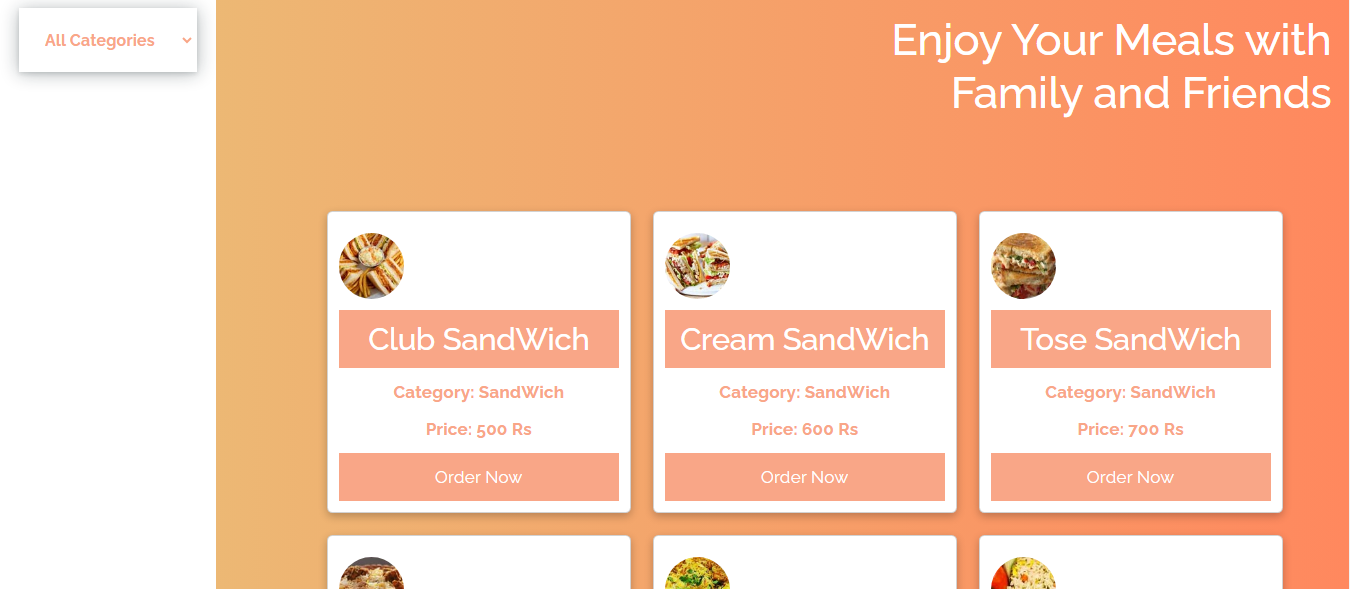 All Categories
Enjoy Your Meals with
Family and Friends
Club SandWich
Category: SandWich
Price: 500 Rs
Order Now
Cream SandWich
Category: SandWich
Price: 600 Rs
Order Now
Tose SandWich
Category: SandWich
Price: 700 Rs
Order Now